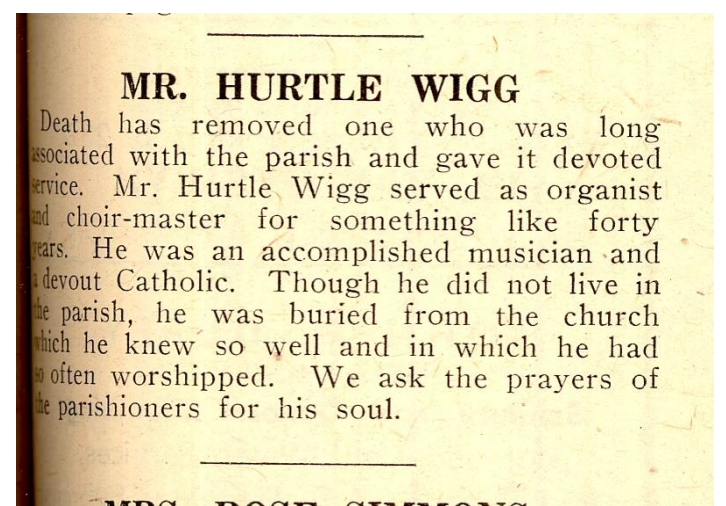 MR. HURTLE WIGG
Death has removed one who was long
associated with the parish and gave it devoted
service. Mr. Hurtle Wigg served as organist
and choir-master for something like forty
years. He was an accomplished musician and
a devout Catholic. Though he did not live in
the parish, he was buried from the church
which he knew so well and in which he had
so often worshipped. We ask the prayers of
the parishioners for his soul.
MRS. ROSE SIMMONS